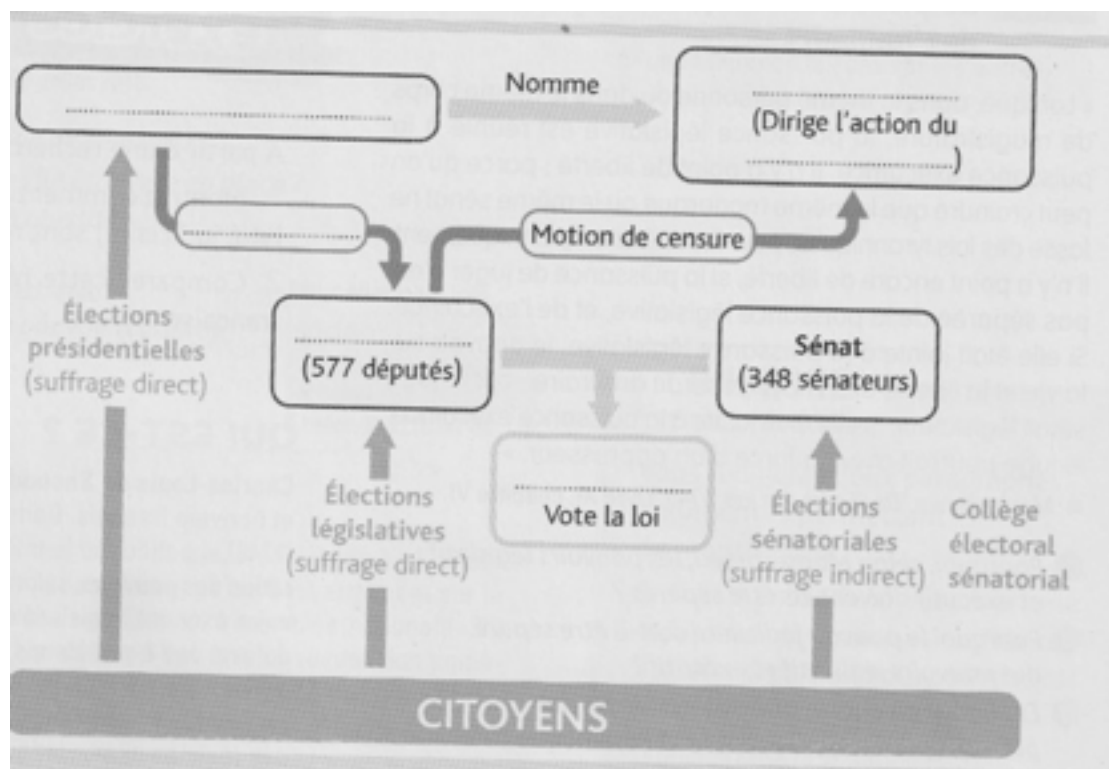 Nomme
(Dirige l'action du
)
Motion de censure
Élections
présidentielles
(suffrage direct)
(577 députés)
Sénat
(348 sénateurs)
Vote la loi
Élections
législatives
(suffrage direct)
Élections
sénatoriales
(suffrage indirect)
Collège
électoral
sénatorial
CITOYENS